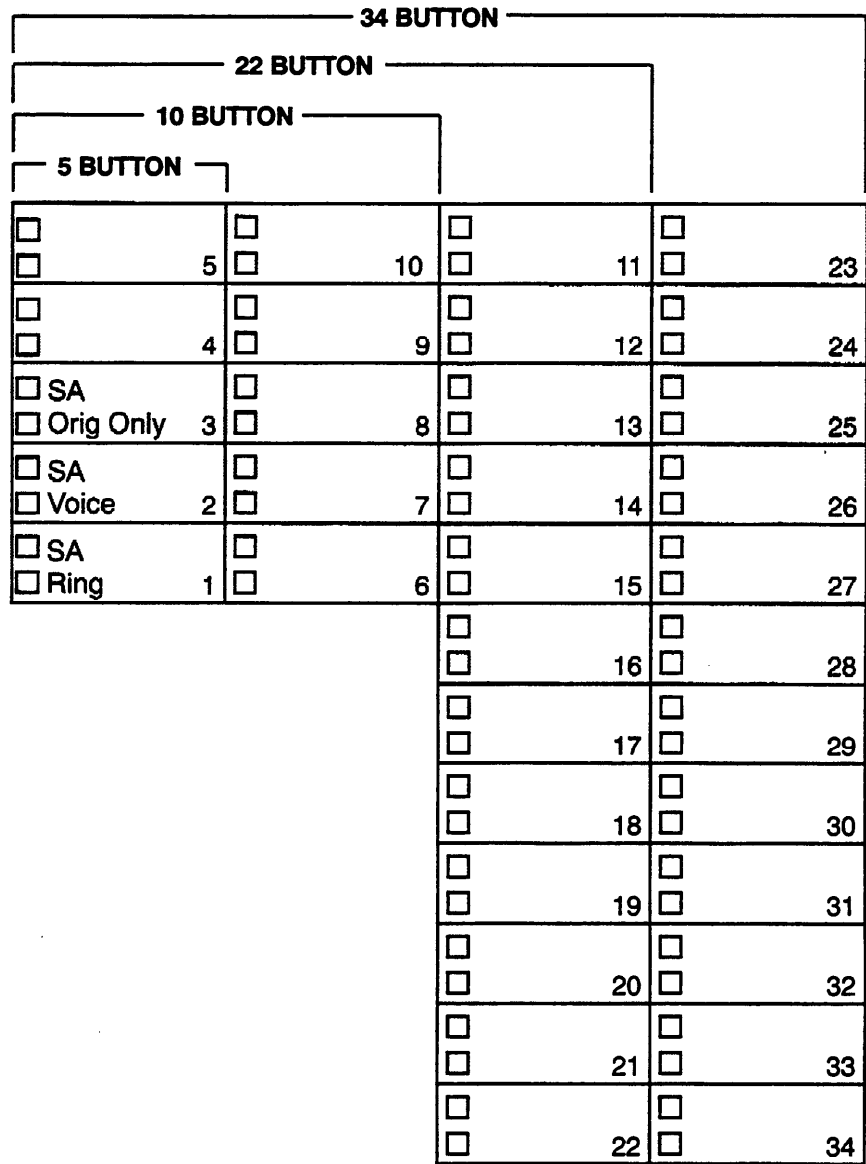 34 BUTTON
22 BUTTON
10 BUTTON
5 BUTTON
5 10 11 23
4 9 12 24
SA
Orig Only 3 8 13 25
SA
Voice 2 7 14 26
SA
Ring 1 6 15 27
16 28
17 29
18 30
19 31
20 32
21 33
22 34